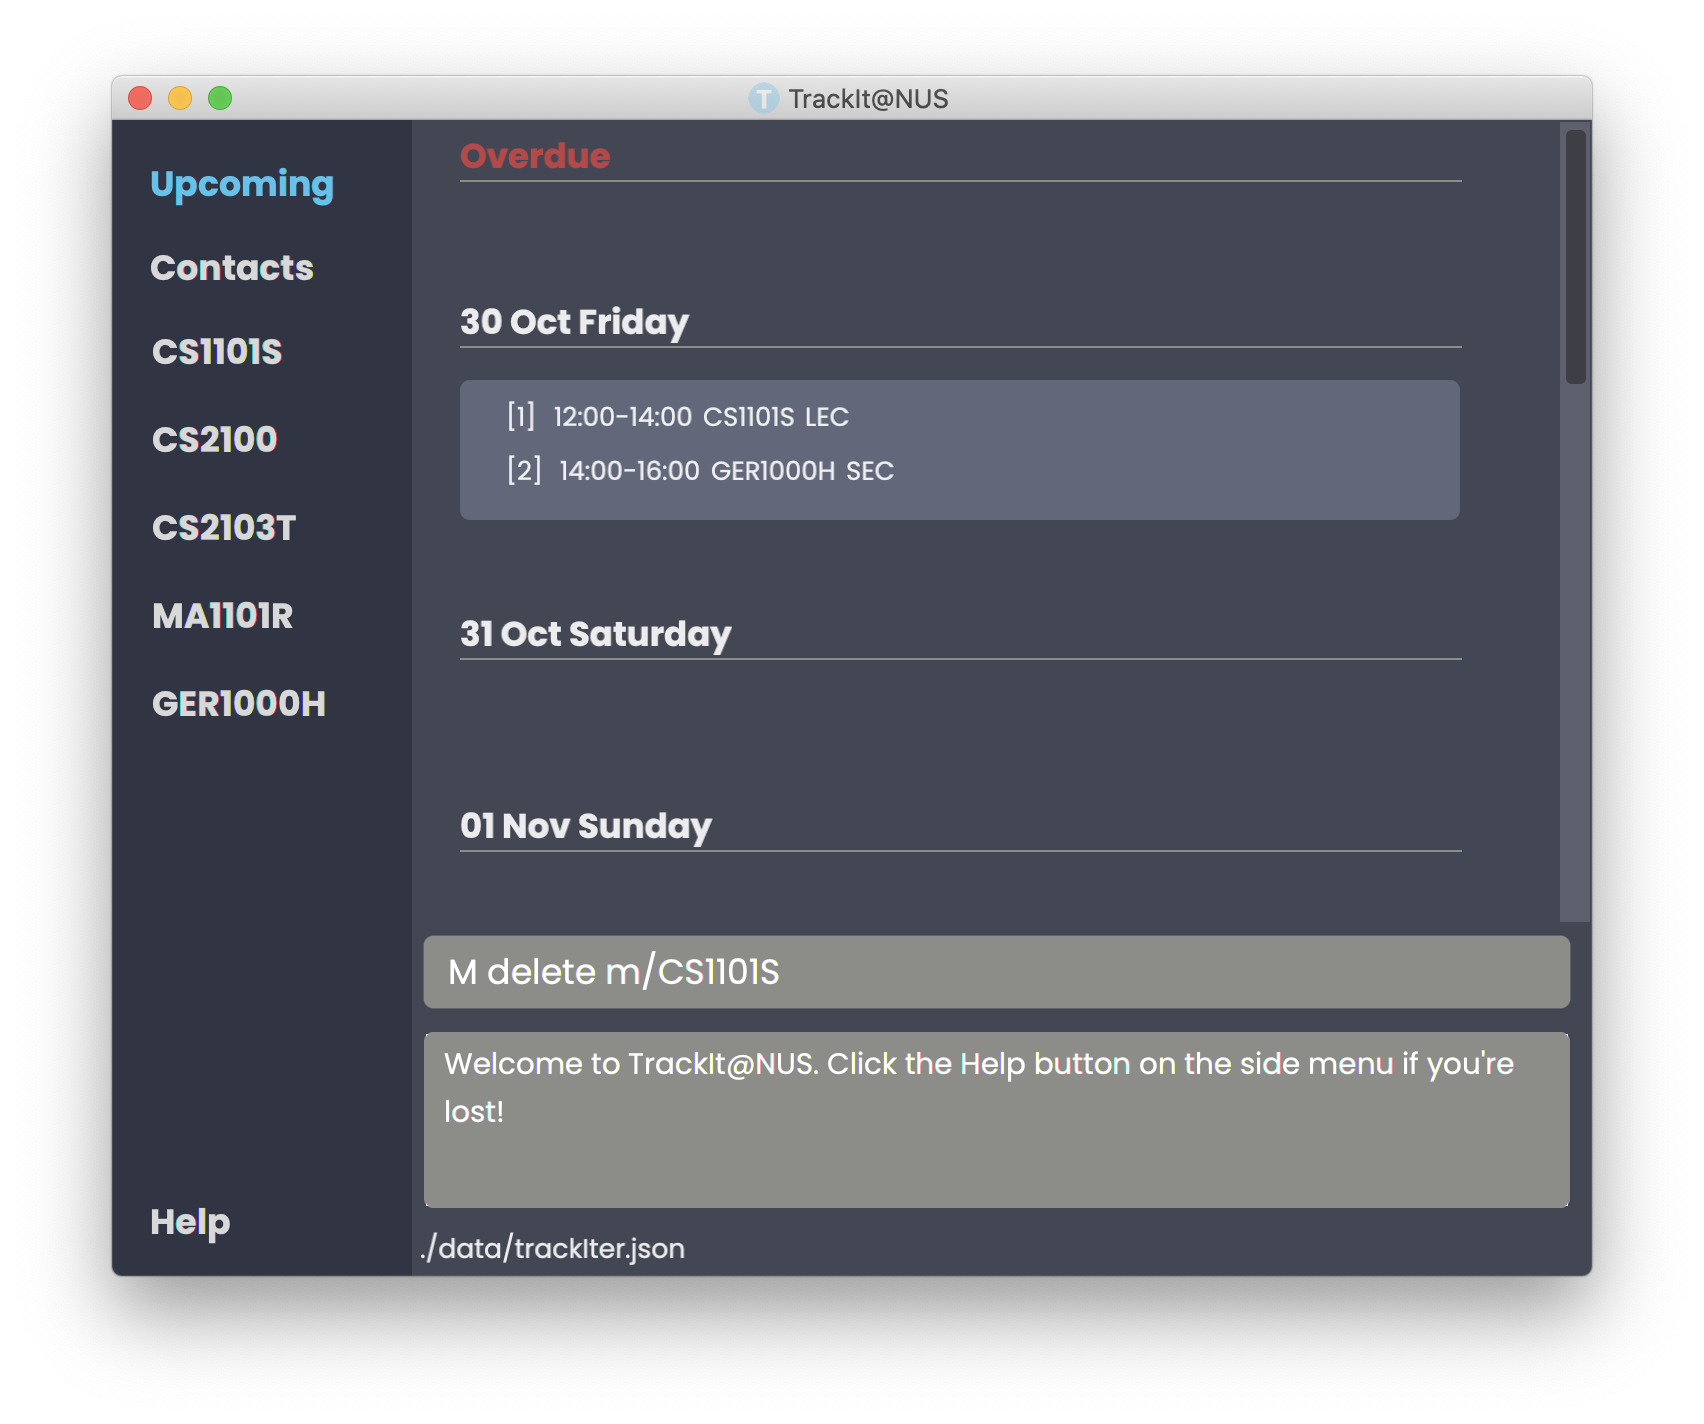 TrackIt@NUS
Upcoming
Contacts
CS1101S
CS2100
CS2103T
MA1101R
GER1000H
Help
Overdue
30 Oct Friday
[1] 12:00-14:00 CS1101S LEC
[2] 14:00-16:00 GER1000H SEC
31 Oct Saturday
01 Nov Sunday
M delete m/CS1101S
Welcome to TrackIt@NUS. Click the Help button on the side menu if you're
lost!
./data/trackIter.json